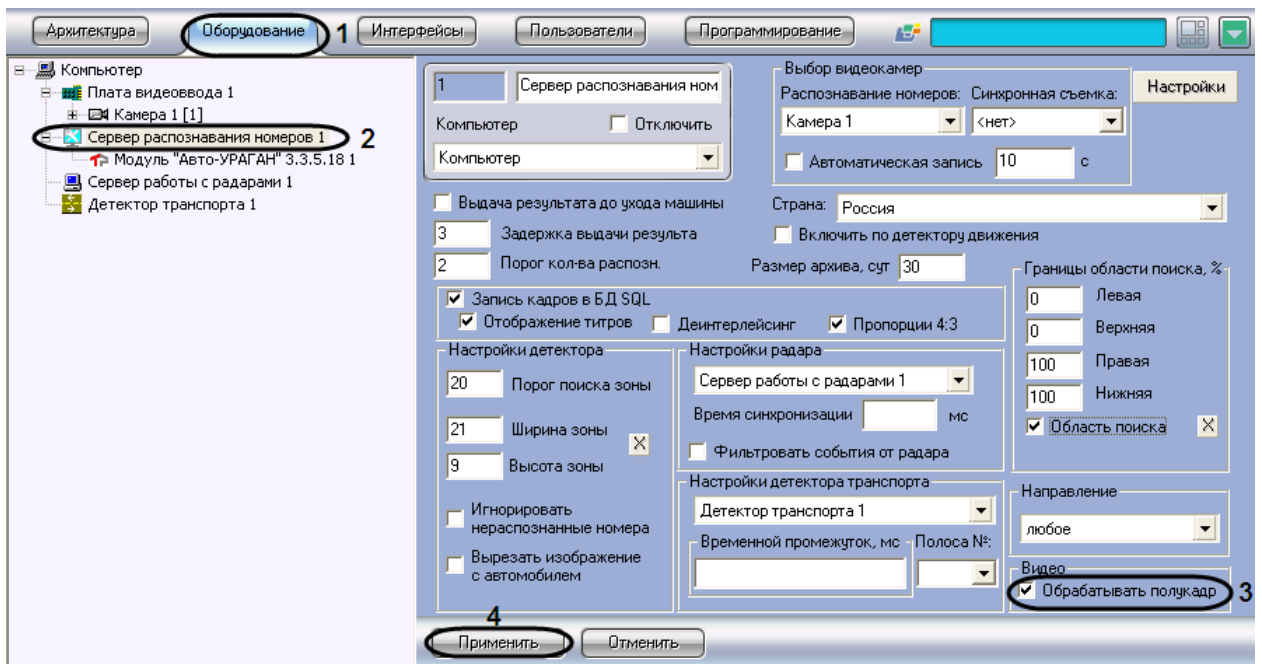 Архитектура Оборудование 1 Интерфейсы Пользователи Программирование
Компьютер
Плата видеоввода 1
Камера 1 [1]
Сервер распознавания номеров 1 2
Модуль "Авто-УРАГАН" 3.3.5.18 1
Сервер работы с радарами 1
Детектор транспорта 1
1 Сервер распознавания ном
Компьютер Отключить
Компьютер
Выбор видеокамер
Распознавание номеров: Синхронная съемка:
Камера 1 <нет>
Автоматическая запись 10 с
Настройки
Выдача результата до ухода машины
3 Задержка выдачи результа
2 Порог кол-ва распозн.
Страна: Россия
Включить по детектору движения
Размер архива, сут 30
Запись кадров в БД SQL
Отображение титров Деинтерлейсинг Пропорции 4:3
Границы области поиска, %
0 Левая
0 Верхняя
100 Правая
100 Нижняя
Область поиска X
Настройки детектора
20 Порог поиска зоны
21 Ширина зоны
X
9 Высота зоны
Игнорировать
нераспознанные номера
Вырезать изображение
с автомобилем
Настройки радара
Сервер работы с радарами 1
Время синхронизации мс
Фильтровать события от радара
Настройки детектора транспорта
Детектор транспорта 1
Временной промежуток, мс Полоса №:
Направление
любое
Видео
Обрабатывать полукадр 3
4
Применить Отменить